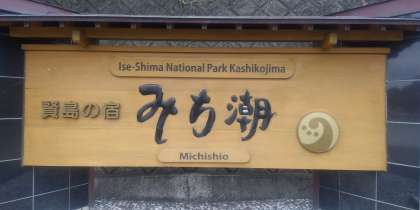 Ise-Shima National Park Kashikojima
賢島の宿 みち潮
Michishio